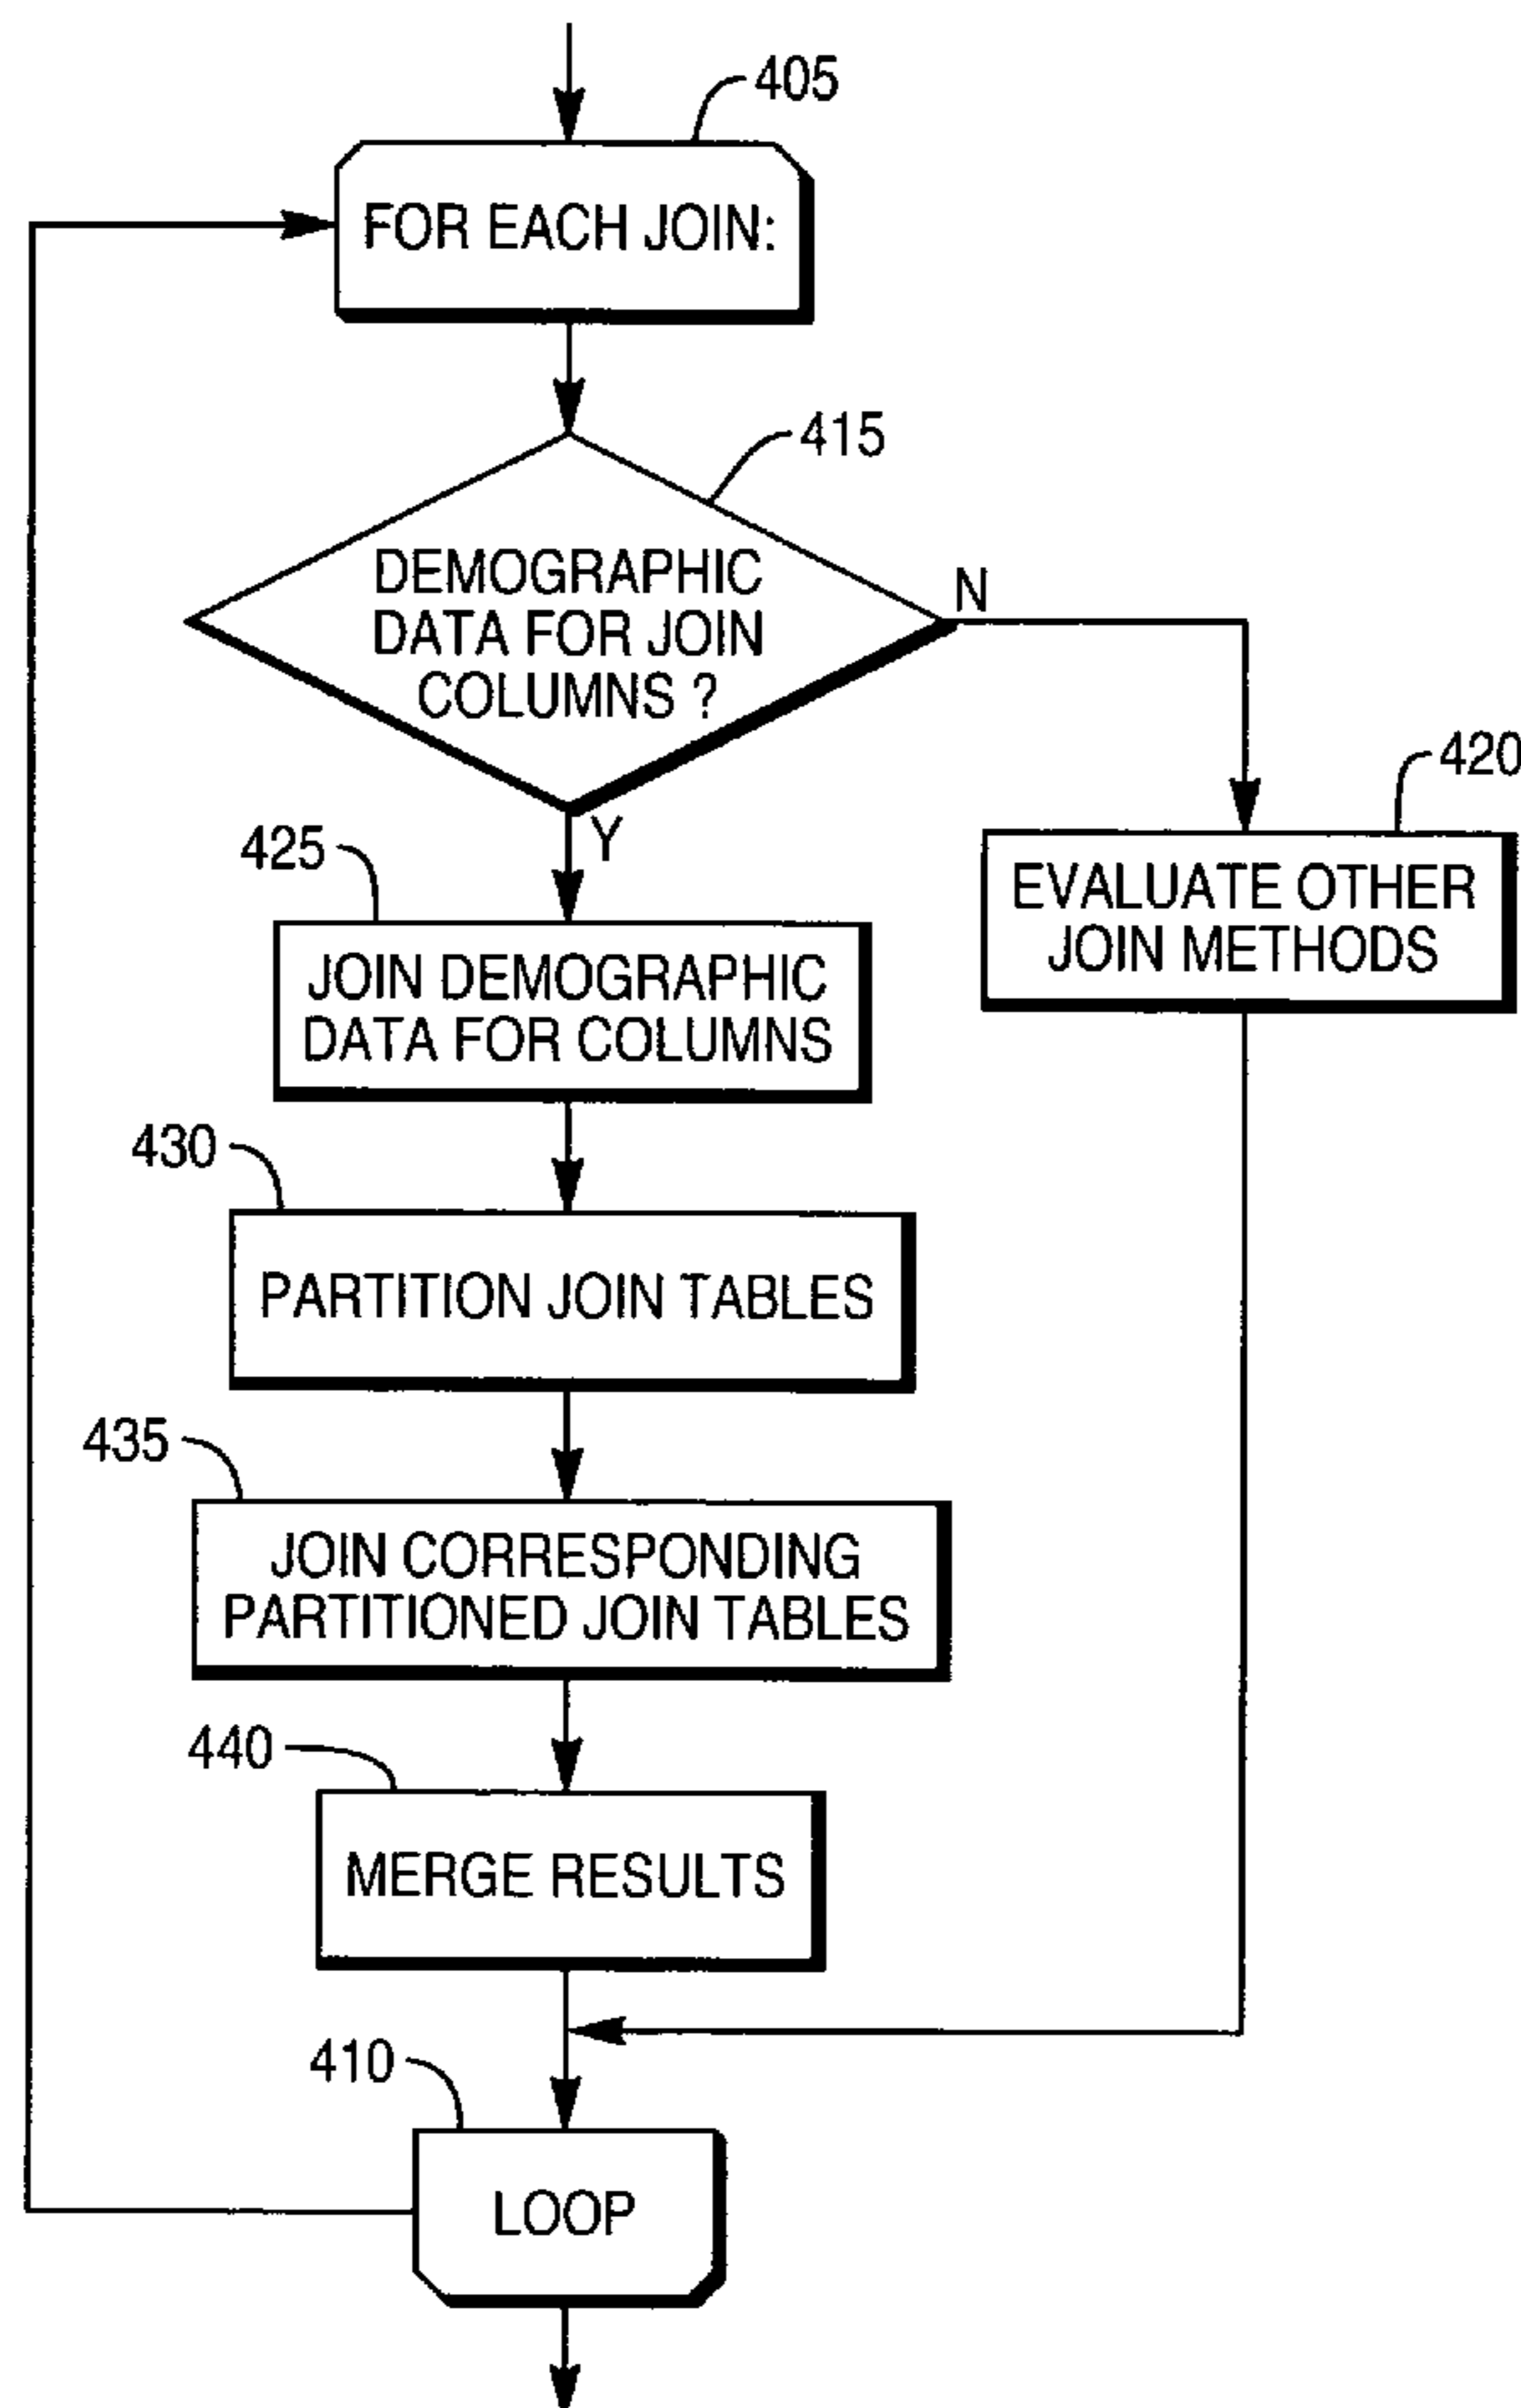 405
FOR EACH JOIN:
415
DEMOGRAPHIC
DATA FOR JOIN
COLUMNS ?
N
Y
420
EVALUATE OTHER
JOIN METHODS
425
JOIN DEMOGRAPHIC
DATA FOR COLUMNS
430
PARTITION JOIN TABLES
435
JOIN CORRESPONDING
PARTITIONED JOIN TABLES
440
MERGE RESULTS
410
LOOP